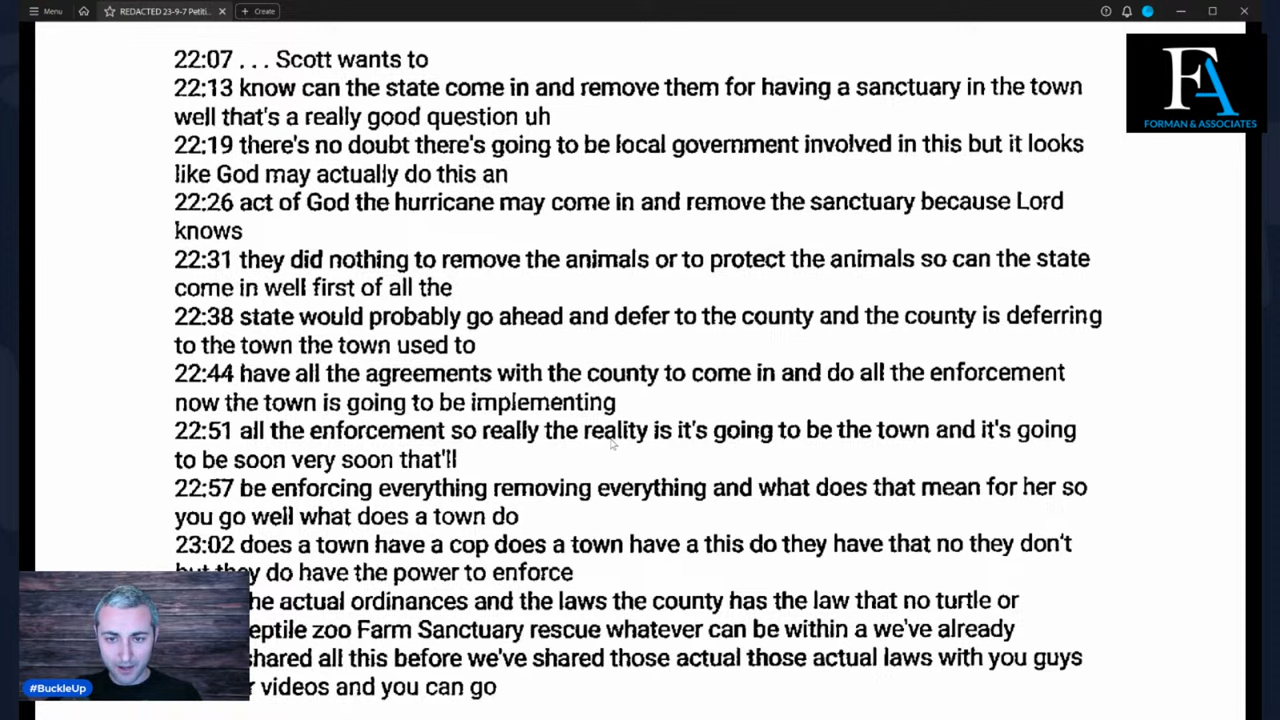 Menu
REDACTED 23-9-7 Petiti...
Create
22:07 . . . Scott wants to
22:13 know can the state come in and remove them for having a sanctuary in the town
well that's a really good question uh
22:19 there's no doubt there's going to be local government involved in this but it looks
like God may actually do this an
22:26 act of God the hurricane may come in and remove the sanctuary because Lord
knows
22:31 they did nothing to remove the animals or to protect the animals so can the state
come in well first of all the
22:38 state would probably go ahead and defer to the county and the county is deferring
to the town the town used to
22:44 have all the agreements with the county to come in and do all the enforcement
now the town is going to be implementing
22:51 all the enforcement so really the reality is it's going to be the town and it's going
to be soon very soon that'll
22:57 be enforcing everything removing everything and what does that mean for her so
you go well what does a town do
23:02 does a town have a cop does a town have a this do they have that no they don't
but they do have the power to enforce
he actual ordinances and the laws the county has the law that no turtle or
eptile zoo Farm Sanctuary rescue whatever can be within a we've already
shared all this before we've shared those actual those actual laws with you guys
videos and you can go
FA
FORMAN & ASSOCIATES
#BuckleUp